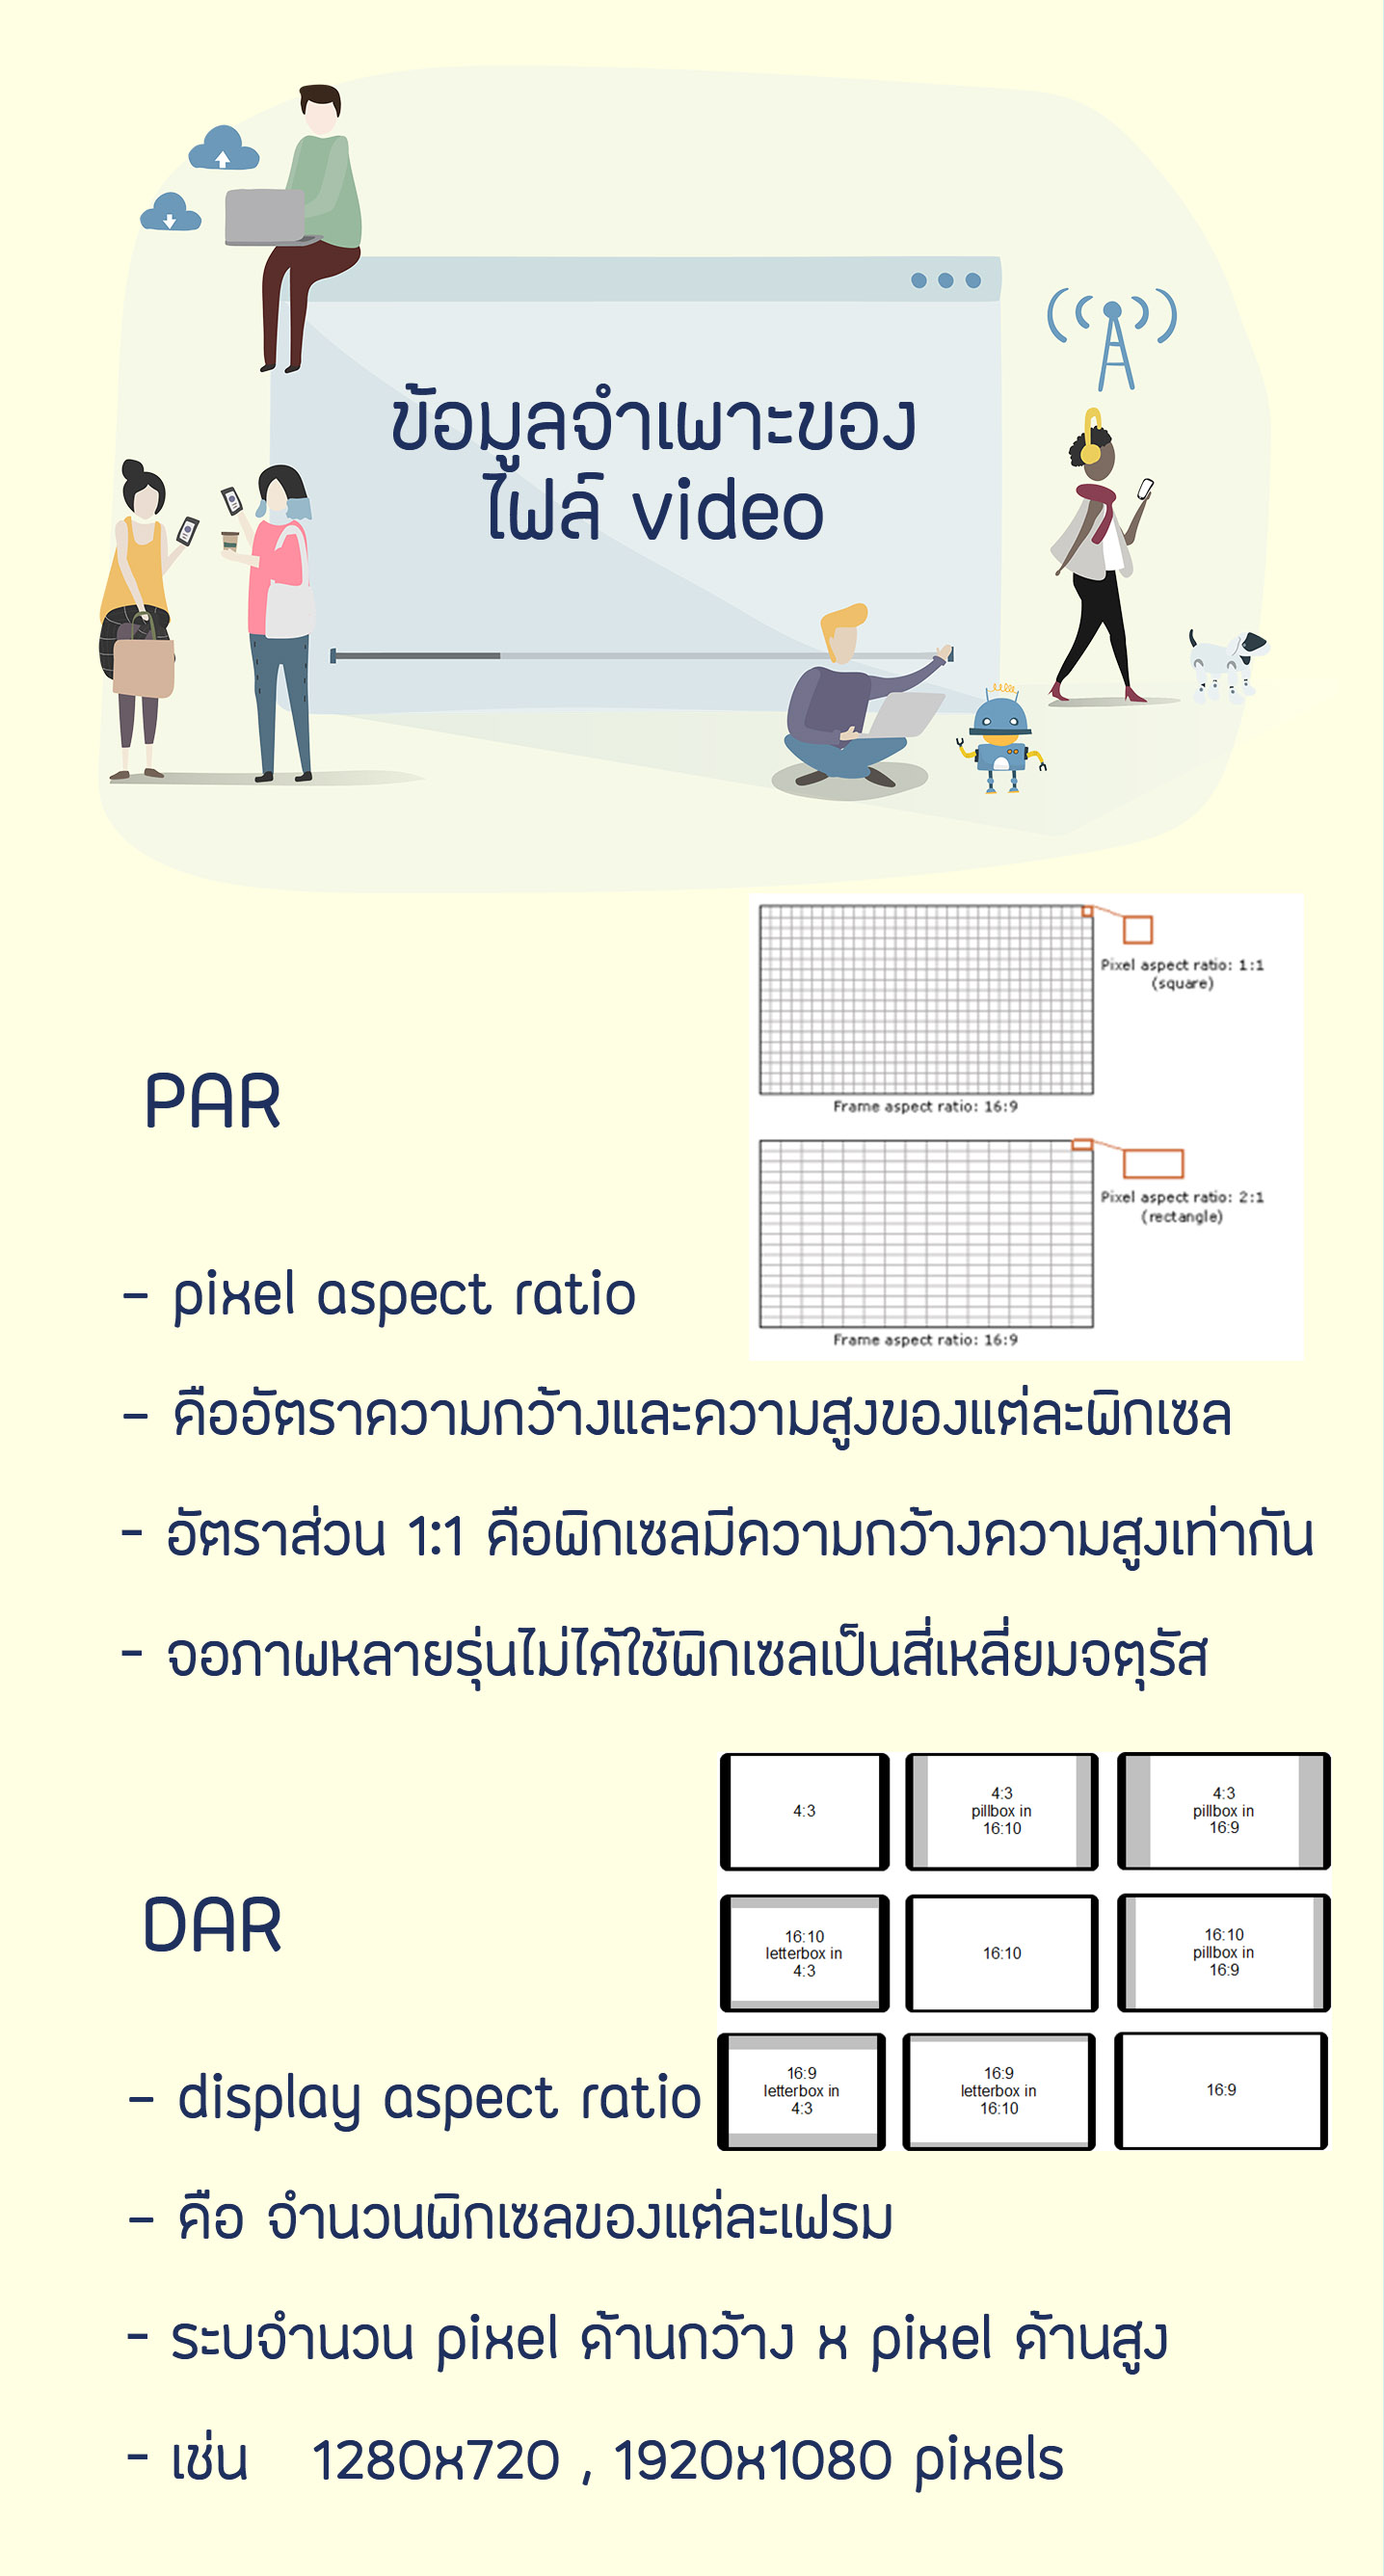 ข้อมูลจำเพาะของ
ไฟล์ video
Pixel aspect ratio: 1:1
(square)
Frame aspect ratio: 16:9
PAR
Pixel aspect ratio: 2:1
(rectangle)
Frame aspect ratio: 16:9
- pixel aspect ratio
- คืออัตราความกว้างและความสูงของแต่ละพิกเซล
- อัตราส่วน 1:1 คือพิกเซลมีความกว้างความสูงเท่ากัน
- จอภาพหลายรุ่นไม่ได้ใช้พิกเซลเป็นสี่เหลี่ยมจตุรัส
4:3
4:3
pillbox in
16:10
4:3
pillbox in
16:9
DAR
16:10
letterbox in
4:3
16:10
16:10
pillbox in
16:9
16:9
letterbox in
4:3
16:9
letterbox in
16:10
16:9
- display aspect ratio
- คือ จำนวนพิกเซลของแต่ละเฟรม
- ระบจำนวน pixel ด้านกว้าง x pixel ด้านสูง
- เช่น 1280x720 , 1920x1080 pixels